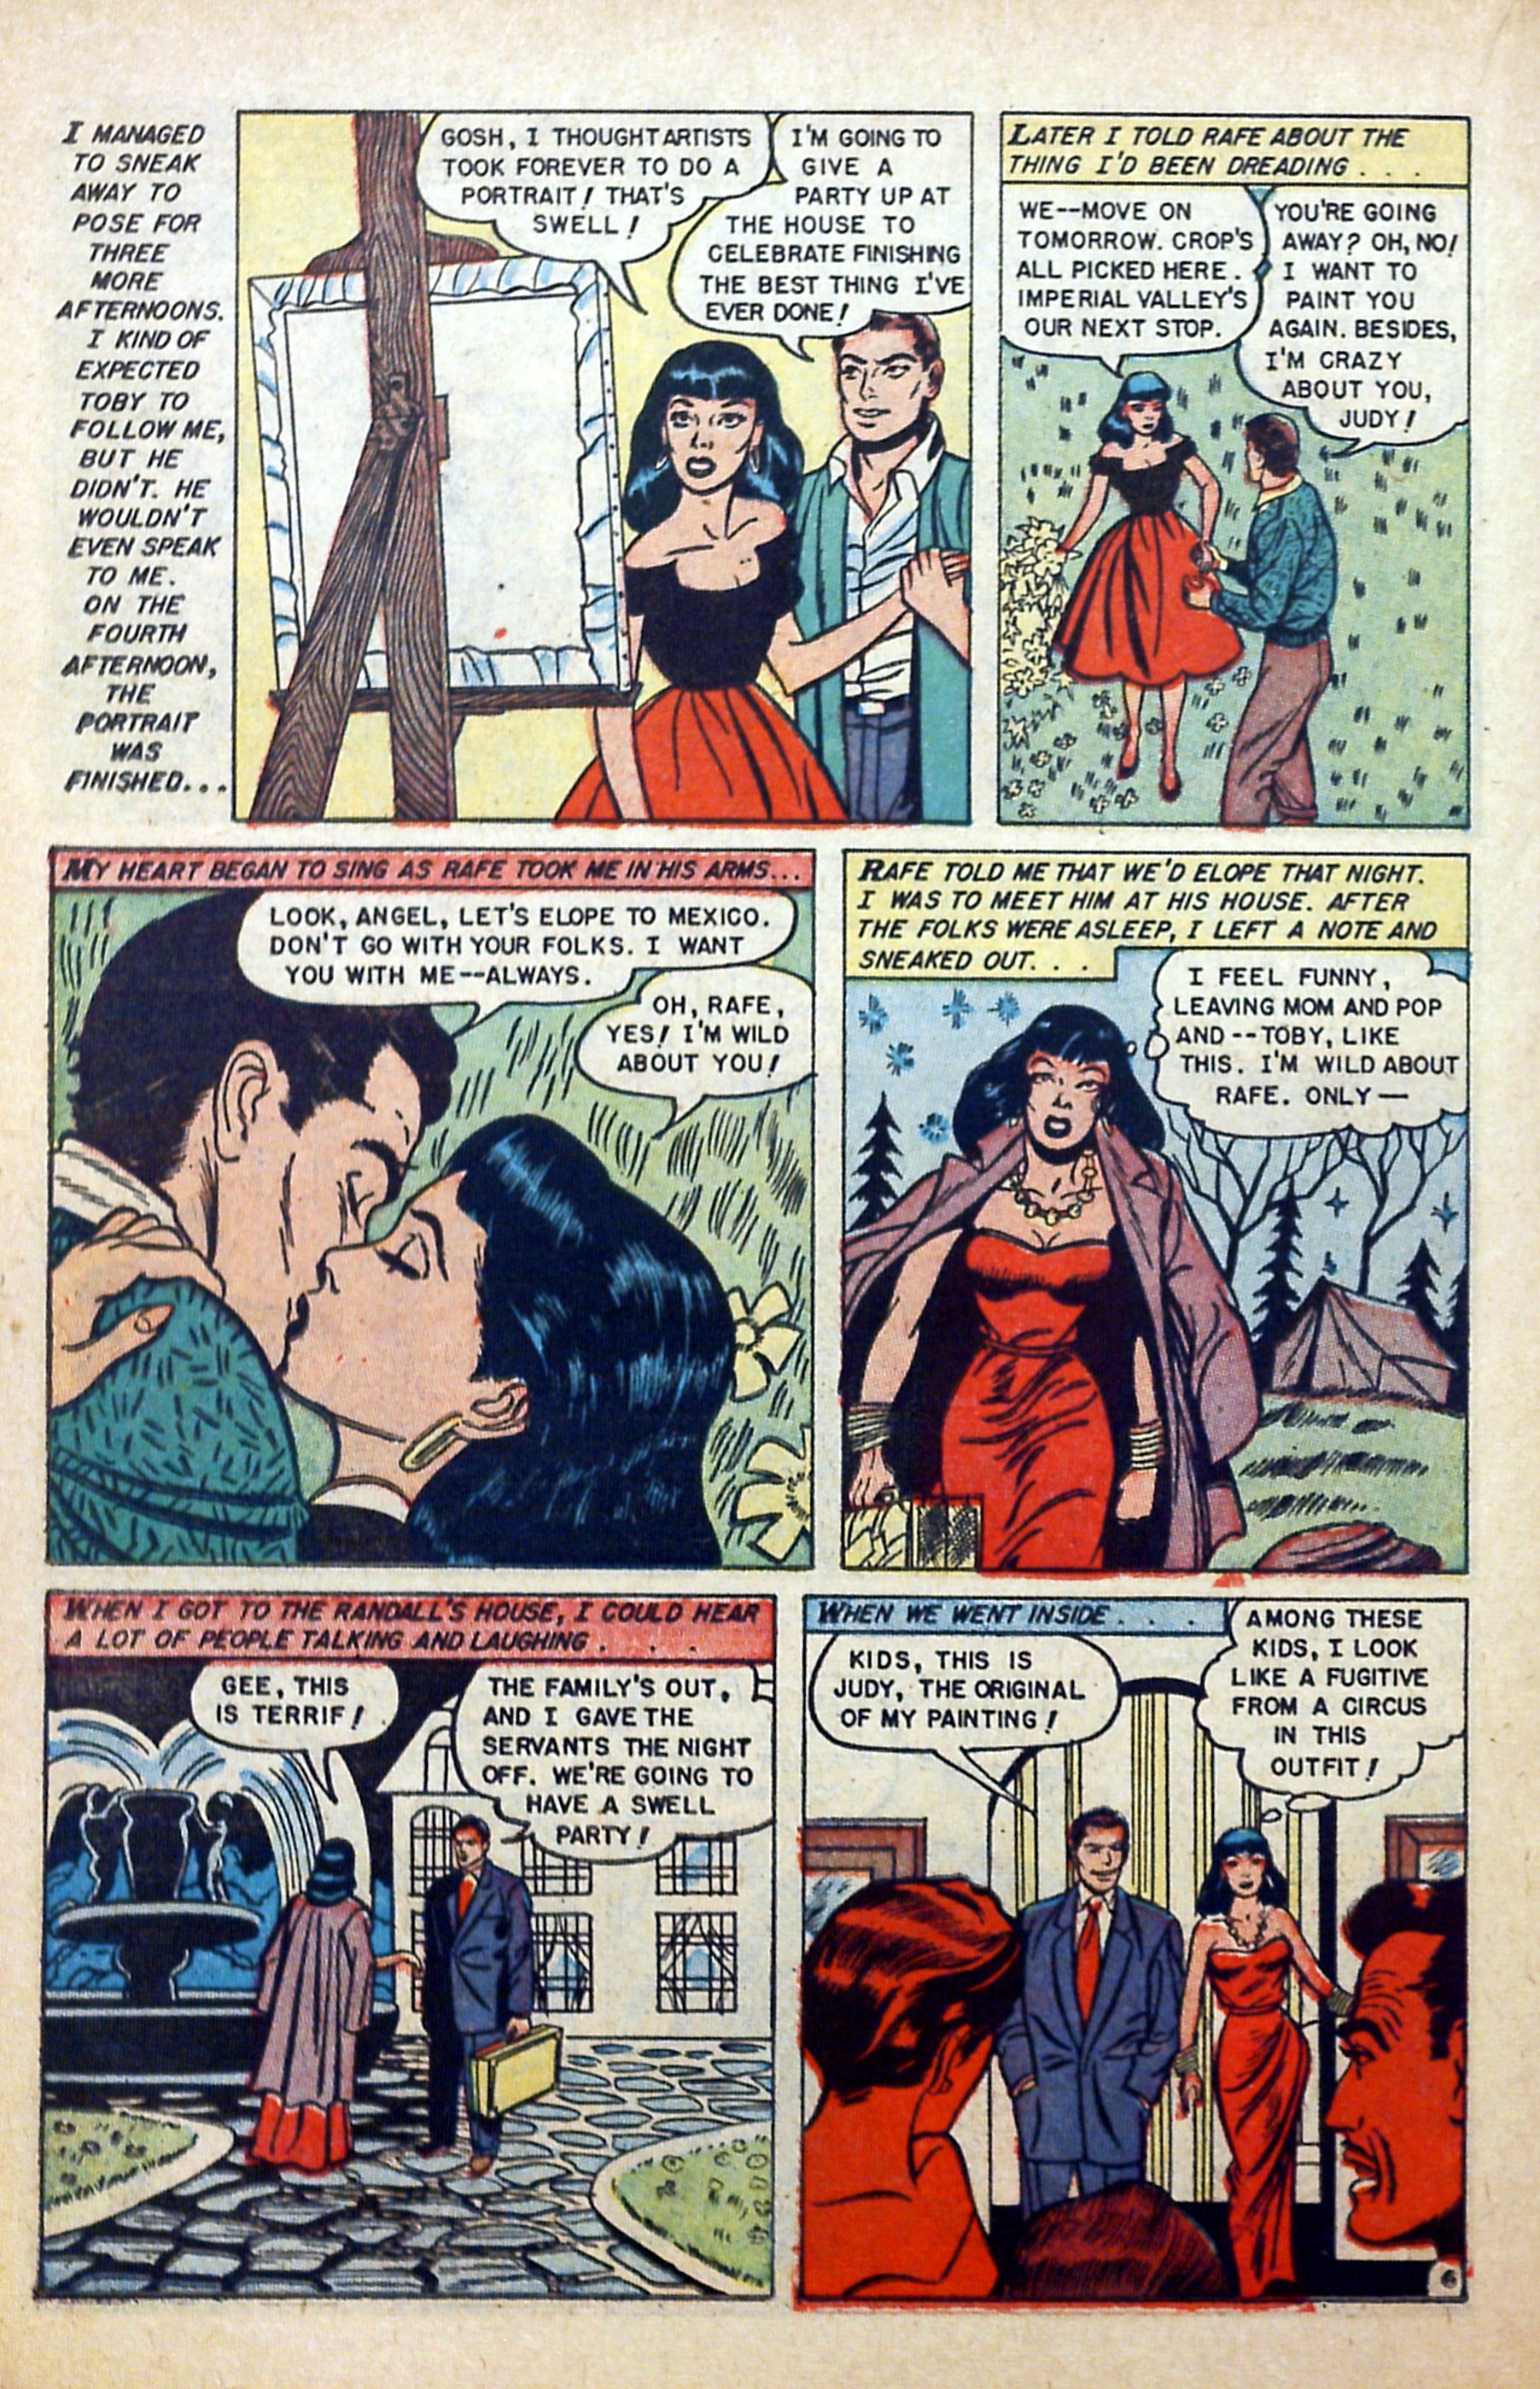 I MANAGED
TO SNEAK
AWAY TO
POSE FOR
THREE
MORE
AFTERNOONS.
I KIND OF
EXPECTED
TOBY TO
FOLLOW ME,
BUT HE
DIDN'T. HE
WOULDN'T
EVEN SPEAK
TO ME.
ON THE
FOURTH
AFTERNOON,
THE
PORTRAIT
WAS
FINISHED...
GOSH, I THOUGHT ARTISTS
TOOK FOREVER TO DO A
PORTRAIT! THAT'S
SWELL!
I'M GOING TO
GIVE A
PARTY UP AT
THE HOUSE TO
CELEBRATE FINISHING
THE BEST THING I'VE
EVER DONE!
LATER I TOLD RAFE ABOUT THE
THING I'D BEEN DREADING . . .
WE--MOVE ON
TOMORROW. CROP'S
ALL PICKED HERE.
IMPERIAL VALLEY'S
OUR NEXT STOP.
YOU'RE GOING
AWAY? OH, NO!
I WANT TO
PAINT YOU
AGAIN. BESIDES,
I'M CRAZY
ABOUT YOU,
JUDY!
MY HEART BEGAN TO SING AS RAFE TOOK ME IN HIS ARMS...
LOOK, ANGEL, LET'S ELOPE TO MEXICO.
DON'T GO WITH YOUR FOLKS. I WANT
YOU WITH ME--ALWAYS.
OH, RAFE,
YES! I'M WILD
ABOUT YOU!
RAFE TOLD ME THAT WE'D ELOPE THAT NIGHT.
I WAS TO MEET HIM AT HIS HOUSE. AFTER
THE FOLKS WERE ASLEEP, I LEFT A NOTE AND
SNEAKED OUT. . .
I FEEL FUNNY,
LEAVING MOM AND POP
AND --TOBY, LIKE
THIS. I'M WILD ABOUT
RAFE. ONLY —
WHEN I GOT TO THE RANDALL'S HOUSE, I COULD HEAR
A LOT OF PEOPLE TALKING AND LAUGHING . . .
GEE, THIS
IS TERRIF!
THE FAMILY'S OUT,
AND I GAVE THE
SERVANTS THE NIGHT
OFF. WE'RE GOING TO
HAVE A SWELL
PARTY!
WHEN WE WENT INSIDE . . . .
KIDS, THIS IS
JUDY, THE ORIGINAL
OF MY PAINTING!
AMONG THESE
KIDS, I LOOK
LIKE A FUGITIVE
FROM A CIRCUS
IN THIS
OUTFIT!
6